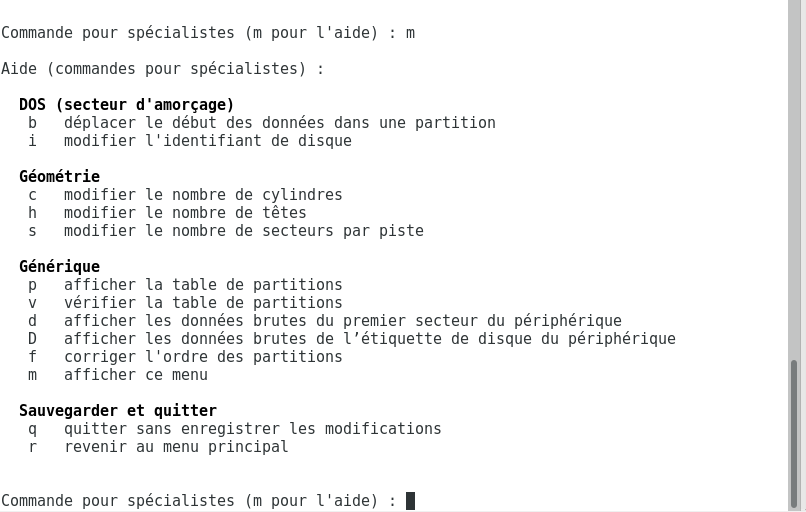 Commande pour spécialistes (m pour l'aide) : m
Aide (commandes pour spécialistes) :
DOS (secteur d'amorçage)
b déplacer le début des données dans une partition
i modifier l'identifiant de disque
Géométrie
c modifier le nombre de cylindres
h modifier le nombre de têtes
s modifier le nombre de secteurs par piste
Générique
p afficher la table de partitions
v vérifier la table de partitions
d afficher les données brutes du premier secteur du périphérique
D afficher les données brutes de l’étiquette de disque du périphérique
f corriger l'ordre des partitions
m afficher ce menu
Sauvegarder et quitter
q quitter sans enregistrer les modifications
r revenir au menu principal
Commande pour spécialistes (m pour l'aide) :